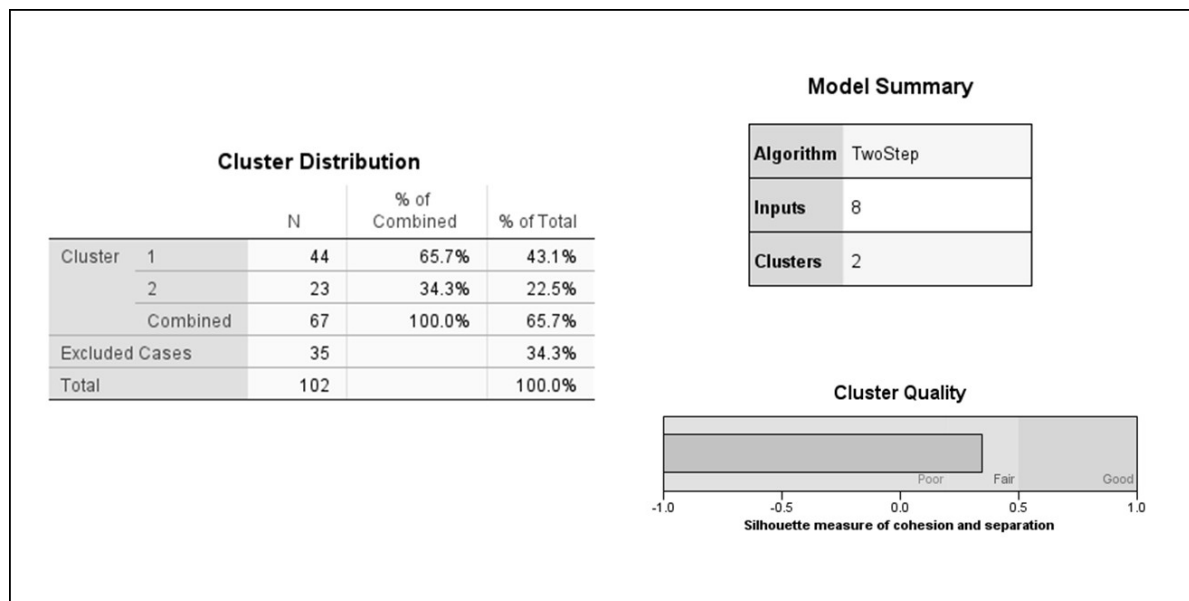 Cluster Distribution
N % of Combined % of Total
Cluster 1 44 65.7% 43.1%
2 23 34.3% 22.5%
Combined 67 100.0% 65.7%
Excluded Cases 35 34.3%
Total 102 100.0%
Model Summary
Algorithm TwoStep
Inputs 8
Clusters 2
Cluster Quality
Poor Fair Good
-1.0 -0.5 0.0 0.5 1.0
Silhouette measure of cohesion and separation